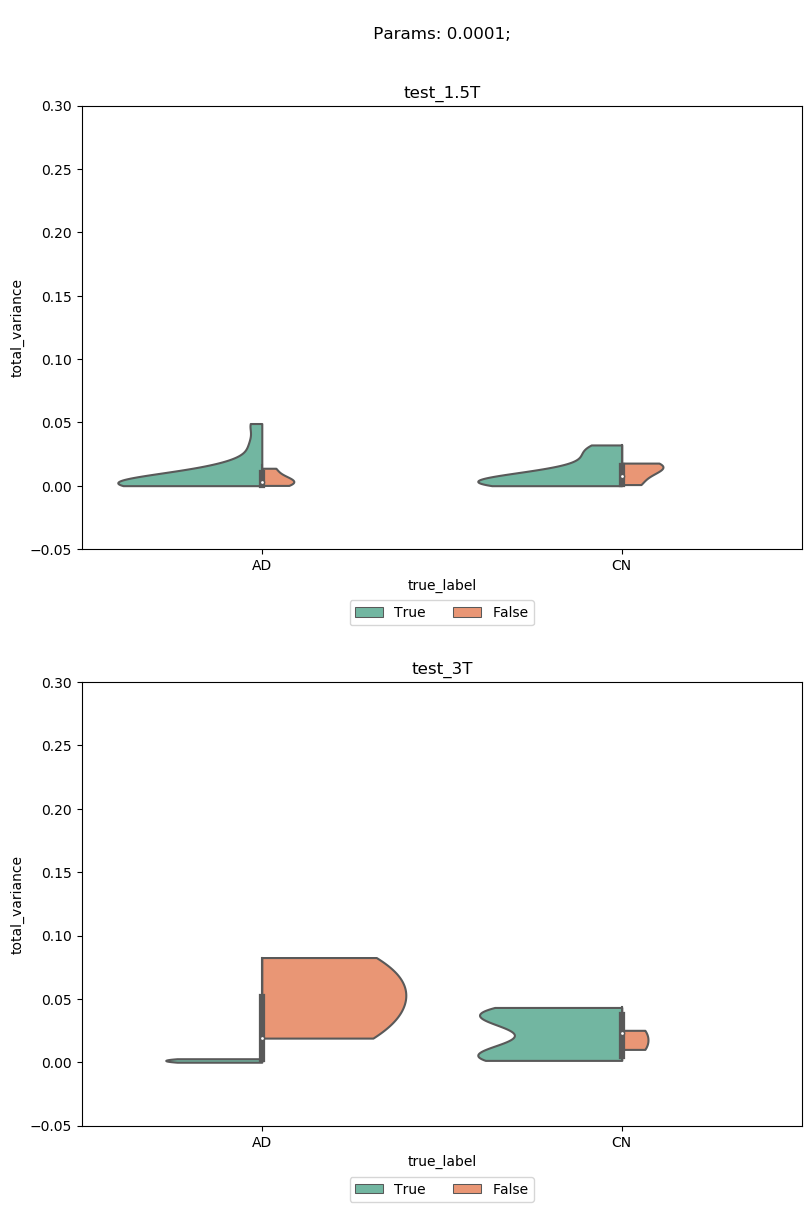 Params: 0.0001;
test_1.5T
0.30
0.25
0.20
0.15
0.10
0.05
0.00
−0.05
total_variance
AD CN
true_label
True False
test_3T
0.30
0.25
0.20
0.15
0.10
0.05
0.00
−0.05
total_variance
AD CN
true_label
True False